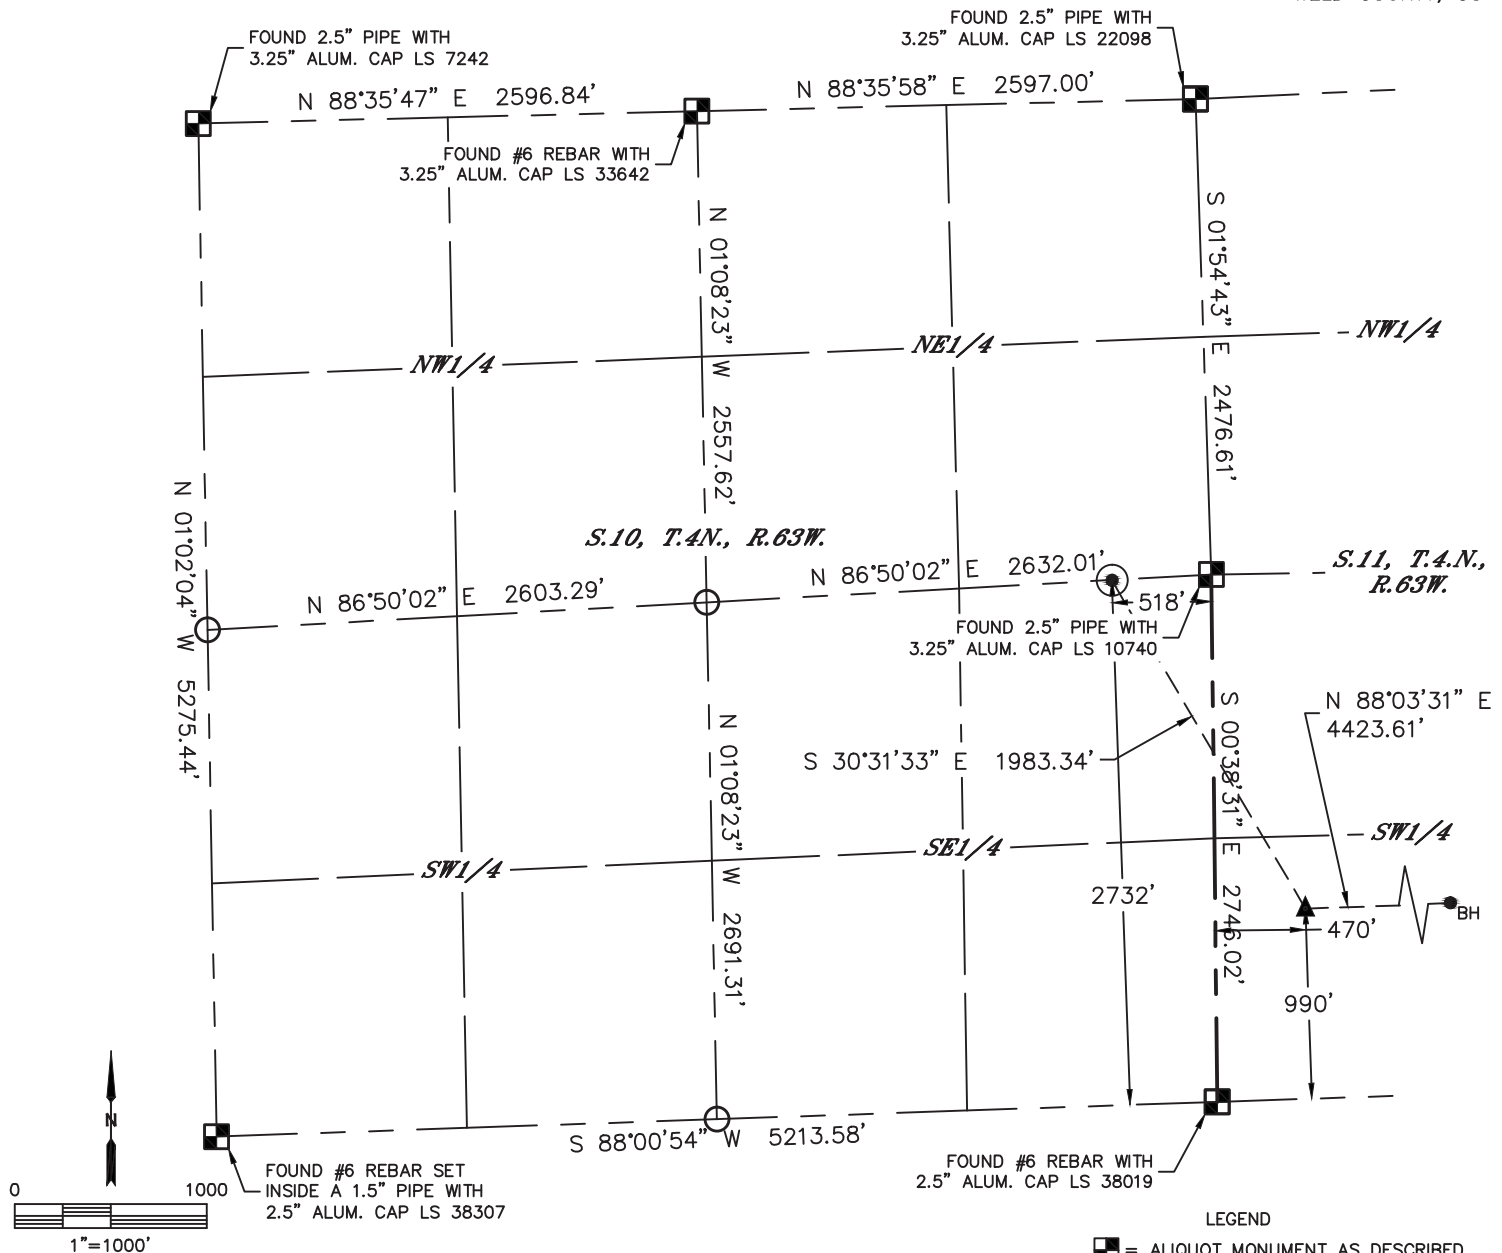 FOUND 2.5" PIPE WITH
3.25" ALUM. CAP LS 7242
FOUND 2.5" PIPE WITH
3.25" ALUM. CAP LS 22098
N 88°35'47" E 2596.84'
N 88°35'58" E 2597.00'
FOUND #6 REBAR WITH
3.25" ALUM. CAP LS 33642
N 01°08'23" W 2557.62'
S 01°54'43" E 2476.61'
NW1/4
NE1/4
NW1/4
N 01°02'04" W 5275.44'
S.10, T.4N., R.63W.
S.11, T.4.N.,
R.63W.
N 86°50'02" E 2603.29'
N 86°50'02" E 2632.01'
518'
FOUND 2.5" PIPE WITH
3.25" ALUM. CAP LS 10740
N 88°03'31" E
4423.61'
S 30°31'33" E 1983.34'
N 01°08'23" W 2691.31'
S 00°38'31" E 2746.02'
SW1/4
SE1/4
SW1/4
2732'
BH
470'
990'
N
S 88°00'54" W 5213.58'
FOUND #6 REBAR SET
INSIDE A 1.5" PIPE WITH
2.5" ALUM. CAP LS 38307
FOUND #6 REBAR WITH
2.5" ALUM. CAP LS 38019
0 1000
1"=1000'
LEGEND
= ALIQUOT MONUMENT AS DESCRIBED